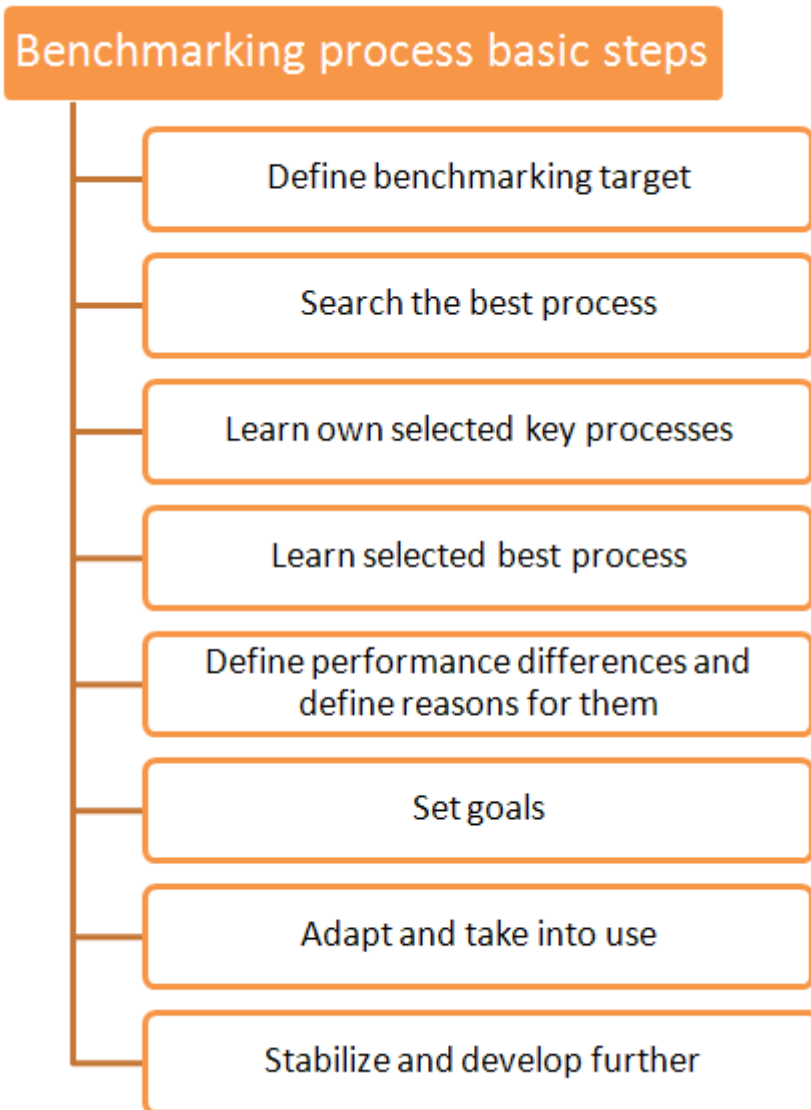 Benchmarking process basic steps
Define benchmarking target
Search the best process
Learn own selected key processes
Learn selected best process
Define performance differences and
define reasons for them
Set goals
Adapt and take into use
Stabilize and develop further